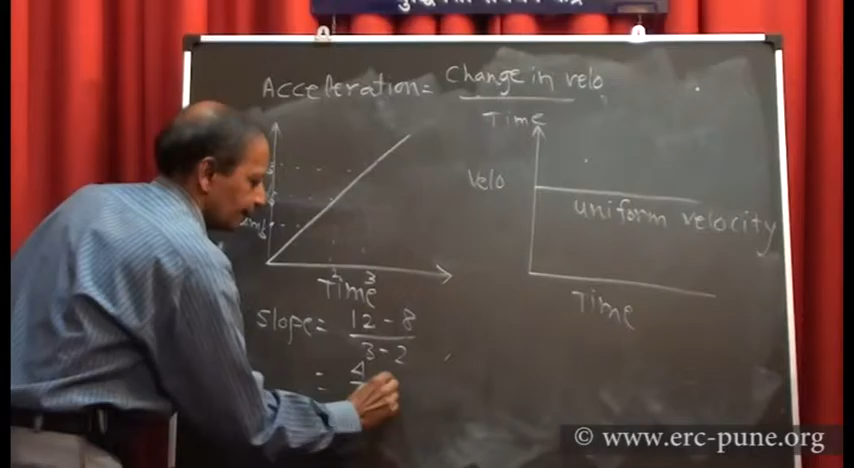 Acceleration = Change in velo
Time
Velo
uniform velocity
2 3
Time
Time
Slope = 12 - 8
3 - 2
= 4
© www.erc-pune.org